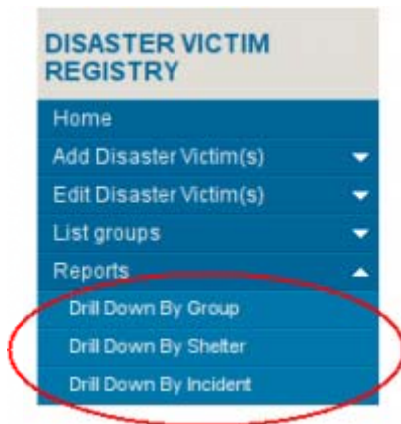 DISASTER VICTIM
REGISTRY
Home
Add Disaster Victim(s)
Edit Disaster Victim(s)
List groups
Reports
Drill Down By Group
Drill Down By Shelter
Drill Down By Incident